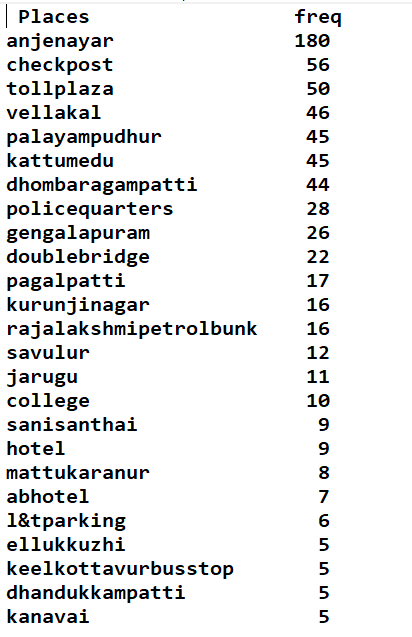 Places freq
anjenayar 180
checkpost 56
tollplaza 50
vellakal 46
palayampudhur 45
kattumedu 45
dhombaragampatti 44
policequarters 28
gengalapuram 26
doublebridge 22
pagalpatti 17
kurunjinagar 16
rajalakshmipetrolbunk 16
savulur 12
jarugu 11
college 10
sanisanthai 9
hotel 9
mattukaranur 8
abhotel 7
l&tparking 6
ellukkuzhi 5
keelkottavurbusstop 5
dhandukkampatti 5
kanavai 5